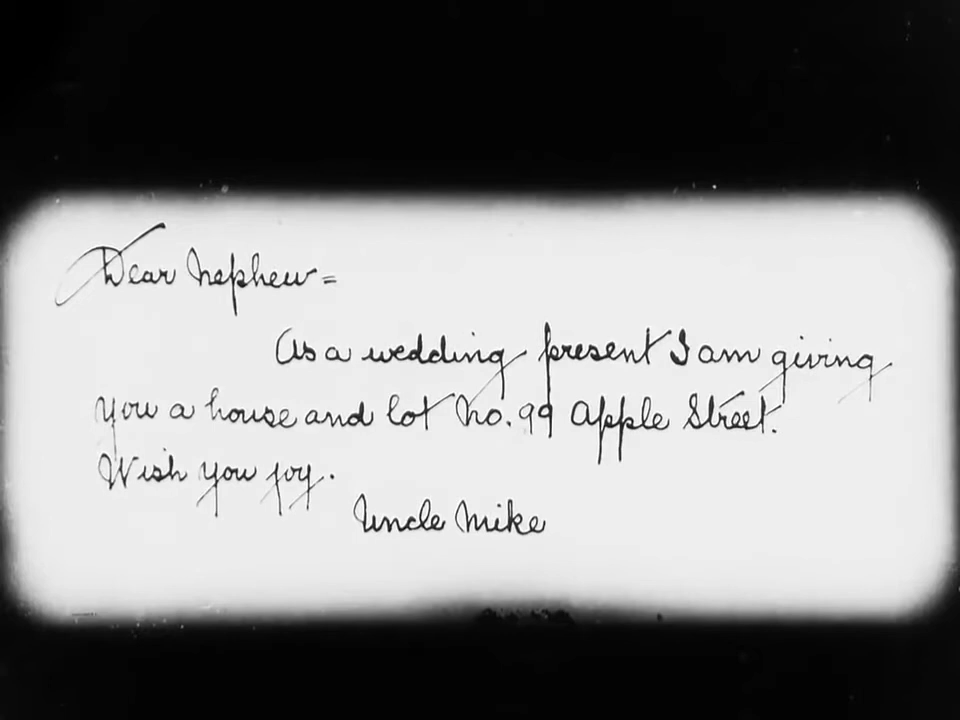 Dear Nephew =
As a wedding present I am giving
you a house and lot No. 99 Apple Street.
Wish you joy.
Uncle Mike